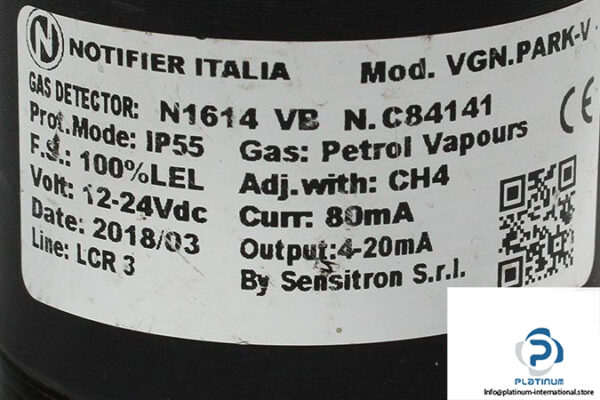 N NOTIFIER ITALIA Mod. VGN.PARK-V
GAS DETECTOR: N1614 VB N.C84141
Prot.Mode: IP55 Gas: Petrol Vapours
F.S.: 100%LEL Adj.with: CH4
Volt: 12-24Vdc Curr: 80mA
Date: 2018/03 Output:4-20mA
Line: LCR 3 By Sensitron S.r.l.
CE
PLATINUM
www.platinum-international.store